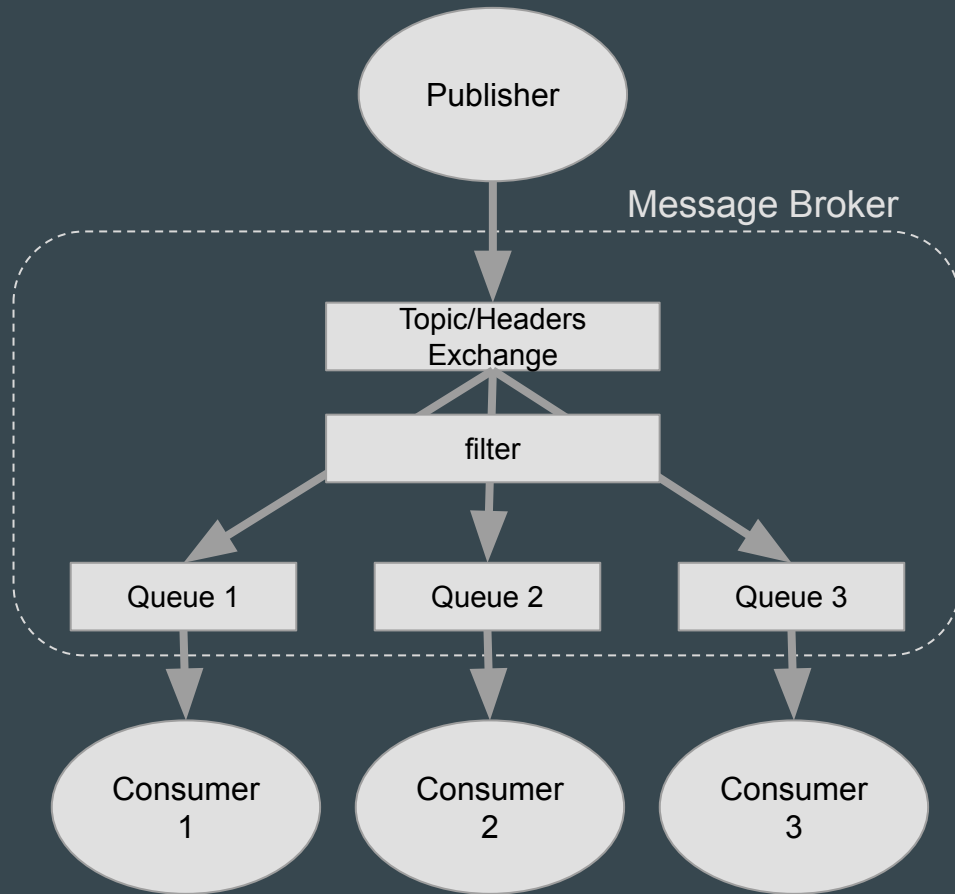 Publisher
Message Broker
Topic/Headers
Exchange
filter
Queue 1
Queue 2
Queue 3
Consumer
1
Consumer
2
Consumer
3